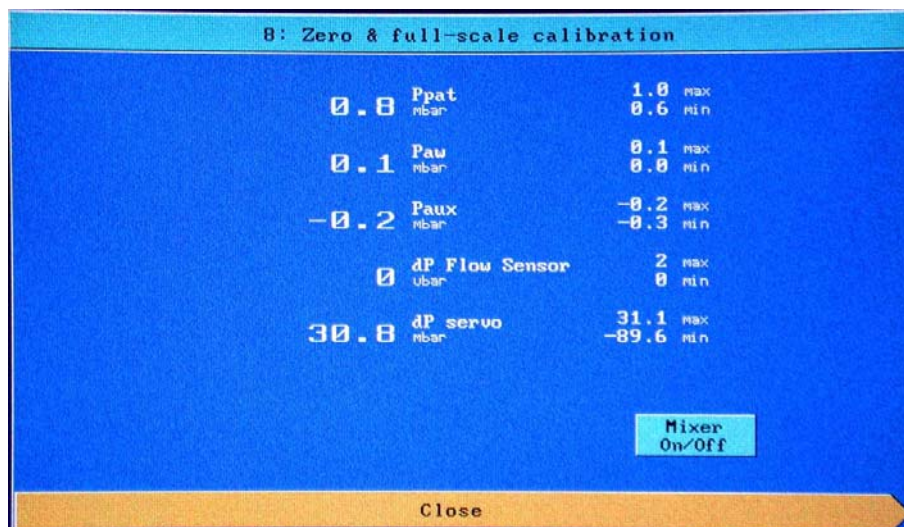 8: Zero & full-scale calibration
0.8 Ppat mbar 1.0 max 0.6 min
0.1 Paw mbar 0.1 max 0.0 min
-0.2 Paux mbar -0.2 max -0.3 min
0 dP Flow Sensor ubar 2 max 0 min
30.8 dP servo mbar 31.1 max -89.6 min
Mixer
On/Off
Close